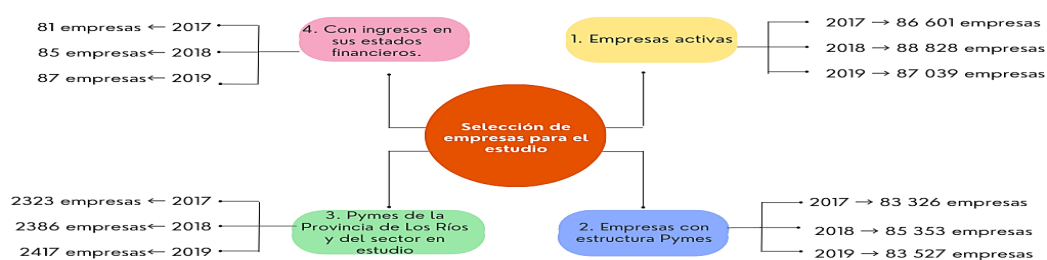 Selección de
empresas para el
estudio
1. Empresas activas
2017 → 86 601 empresas
2018 → 88 828 empresas
2019 → 87 039 empresas
2. Empresas con
estructura Pymes
2017 → 83 326 empresas
2018 → 85 353 empresas
2019 → 83 527 empresas
3. Pymes de la
Provincia de Los Ríos
y del sector en
estudio
2323 empresas ← 2017
2386 empresas← 2018
2417 empresas← 2019
4. Con ingresos en
sus estados
financieros.
81 empresas ← 2017
85 empresas← 2018
87 empresas← 2019